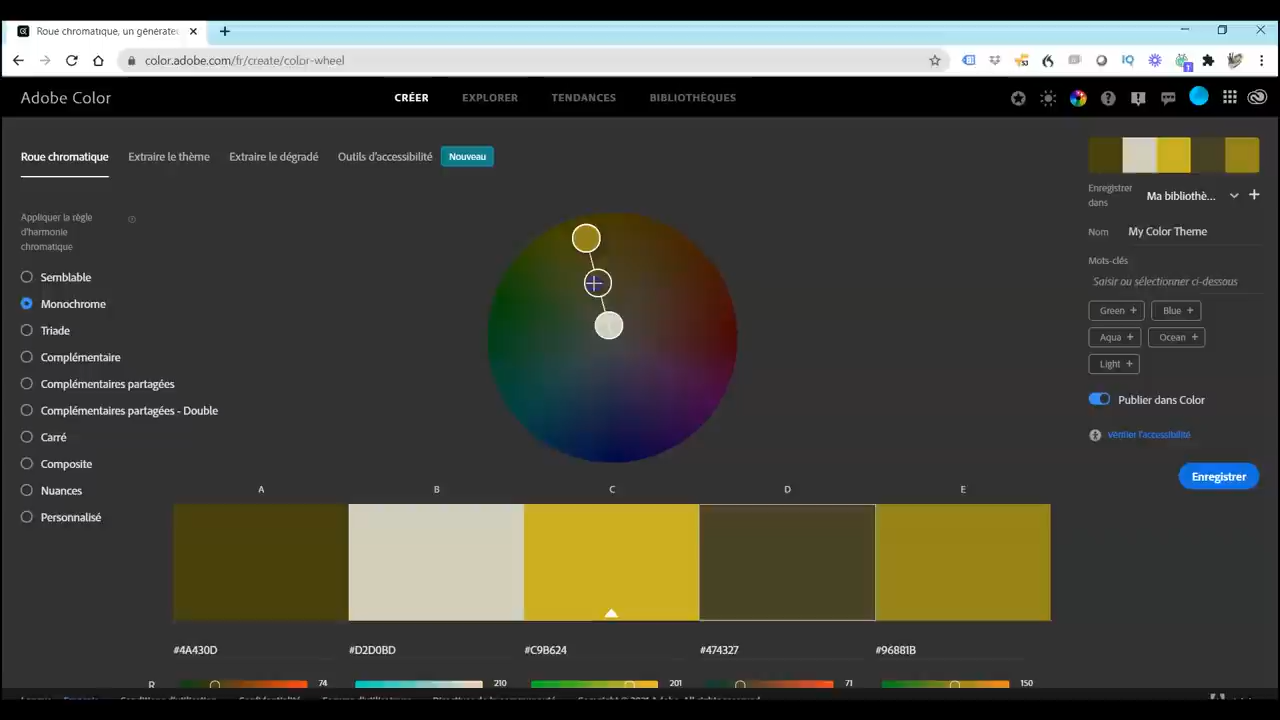 Roue chromatique, un générate
color.adobe.com/fr/create/color-wheel
Adobe Color
CRÉER
EXPLORER
TENDANCES
BIBLIOTHÈQUES
Roue chromatique
Extraire le thème
Extraire le dégradé
Outils d'accessibilité
Nouveau
Appliquer la règle
d'harmonie
chromatique
Semblable
Monochrome
Triade
Complémentaire
Complémentaires partagées
Complémentaires partagées - Double
Carré
Composite
Nuances
Personnalisé
Enregistrer
dans
Ma bibliothè...
Nom
My Color Theme
Mots-clés
Saisir ou sélectionner ci-dessous
Green +
Blue +
Aqua +
Ocean +
Light +
Publier dans Color
Vérifier l'accessibilité
Enregistrer
A
B
C
D
E
#4A430D
#D2D0BD
#C9B624
#474327
#96881B
R
74
210
201
71
150